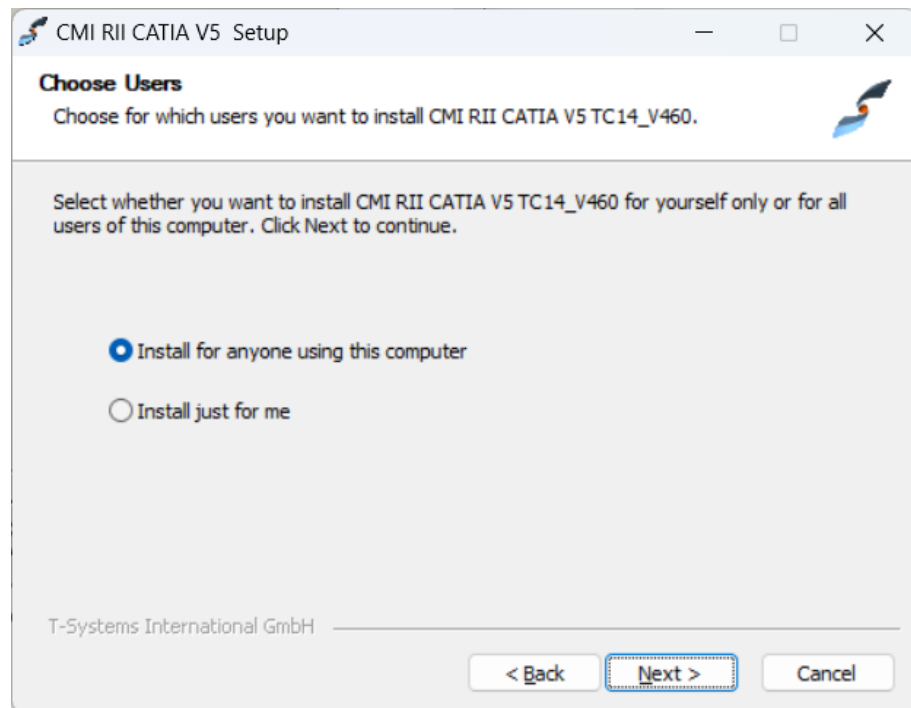 CMI RII CATIA V5  Setup
Choose Users
Choose for which users you want to install CMI RII CATIA V5 TC14_V460.
Select whether you want to install CMI RII CATIA V5 TC14_V460 for yourself only or for all
users of this computer. Click Next to continue.
Install for anyone using this computer
Install just for me
T-Systems International GmbH
< Back
Next >
Cancel